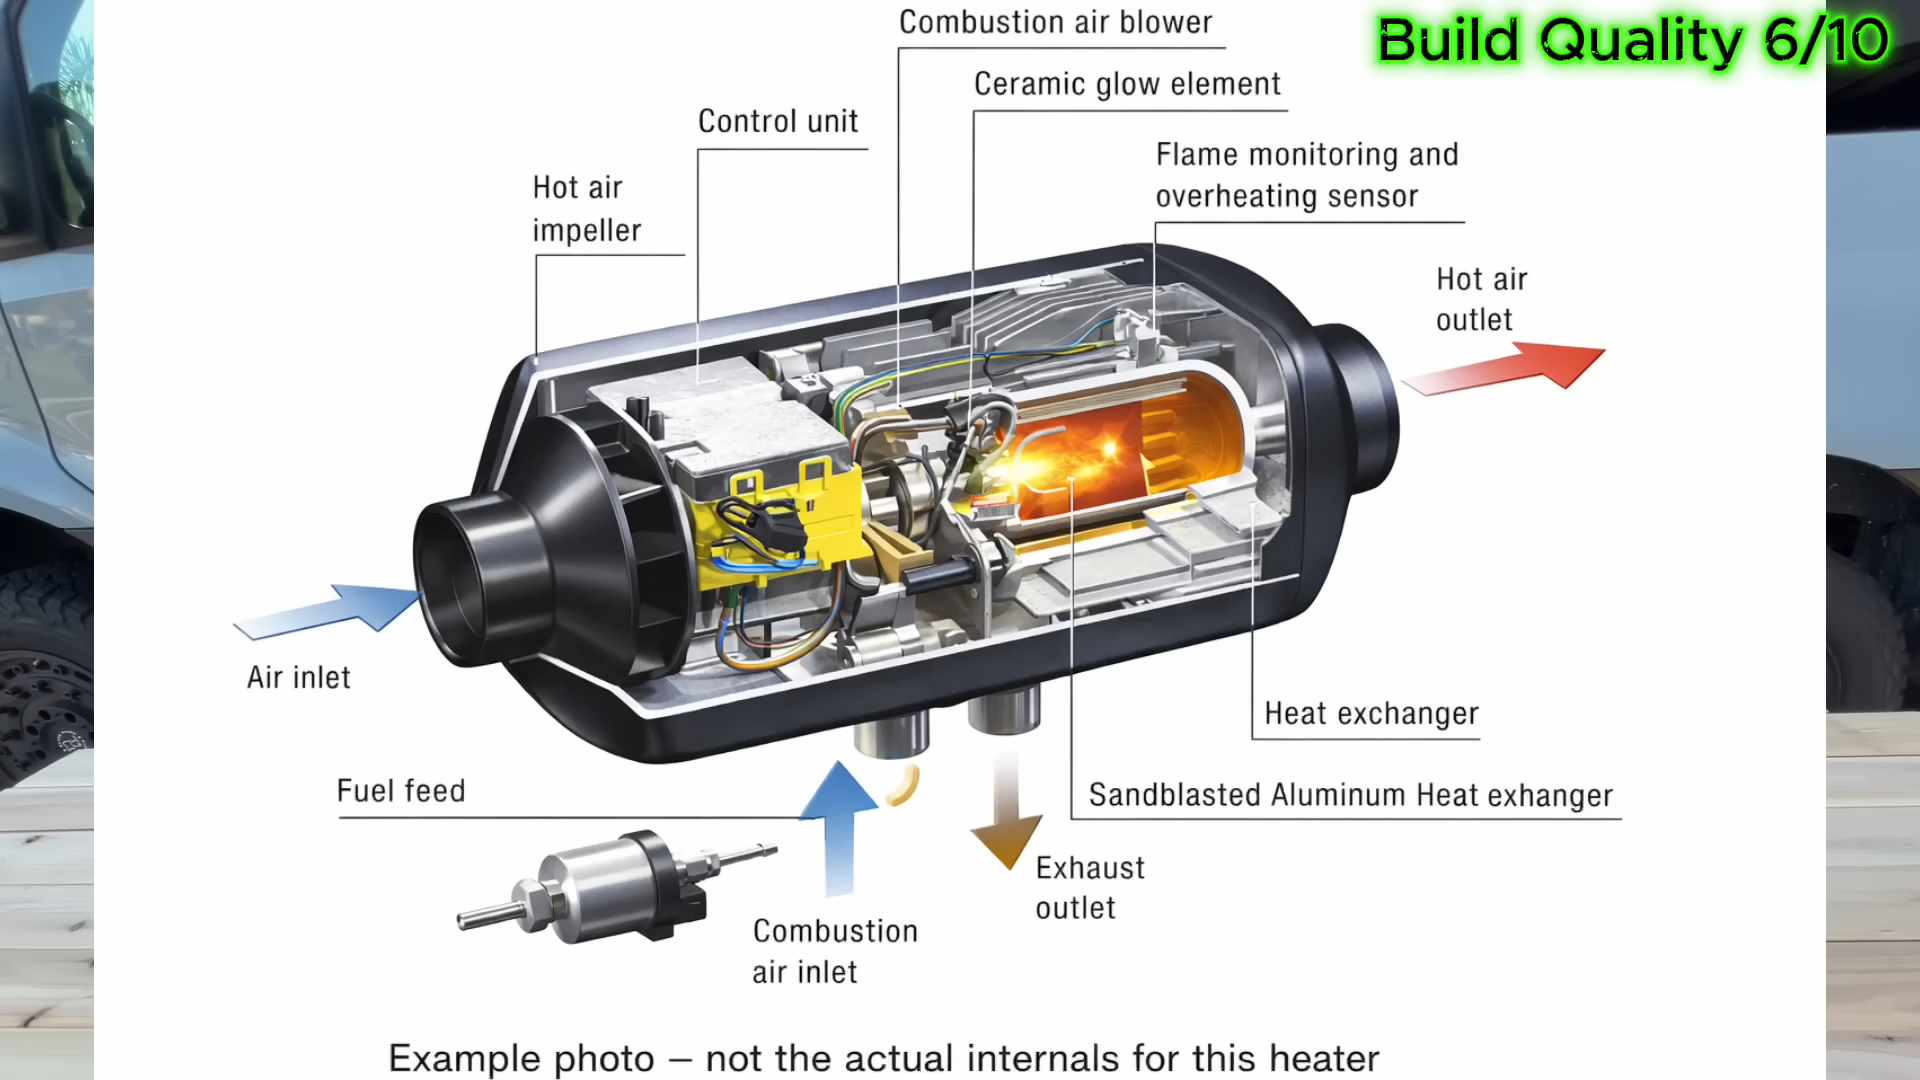 Build Quality 6/10
Combustion air blower
Ceramic glow element
Control unit
Flame monitoring and
overheating sensor
Hot air
impeller
Hot air
outlet
Air inlet
Heat exchanger
Fuel feed
Sandblasted Aluminum Heat exhanger
Exhaust
outlet
Combustion
air inlet
Example photo – not the actual internals for this heater